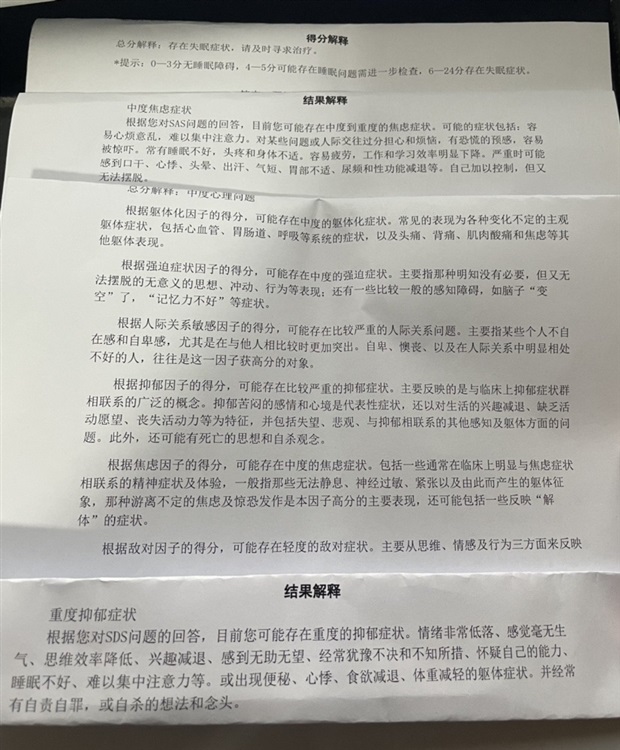 得分解释
总分解释：存在失眠症状，请及时寻求治疗。
*提示：0—3分无睡眠障碍，4—5分可能存在睡眠问题需进一步检查，6—24分存在失眠症状。
结果解释
中度焦虑症状
根据您对SAS问题的回答，目前您可能存在中度到重度的焦虑症状。可能的症状包括：容
易心烦意乱，难以集中注意力。对某些问题或人际交往过分担心和烦恼，有恐慌的预感，容易
被惊吓。常有睡眠不好，头疼和身体不适。容易疲劳，工作和学习效率明显下降。严重时可能
感到口干、心悸、头晕、出汗、气短、胃部不适、尿频和性功能减退等。自己加以控制，但又
无法摆脱。
总分解释：中度心理问题
根据躯体化因子的得分，可能存在中度的躯体化症状。常见的表现为各种变化不定的主观
躯体症状，包括心血管、胃肠道、呼吸等系统的症状，以及头痛、背痛、肌肉酸痛和焦虑等其
他躯体表现。
根据强迫症状因子的得分，可能存在中度的强迫症状。主要指那种明知没有必要，但又无
法摆脱的无意义的思想、冲动、行为等表现；还有一些比较一般的感知障碍，如脑子“变
空”了，“记忆力不好”等症状。
根据人际关系敏感因子的得分，可能存在比较严重的人际关系问题。主要指某些个人不自
在感和自卑感，尤其是在与他人相比较时更加突出。自卑、懊丧、以及在人际关系中明显相处
不好的人，往往是这一因子获高分的对象。
根据抑郁因子的得分，可能存在比较严重的抑郁症状。主要反映的是与临床上抑郁症状群
相联系的广泛的概念。抑郁苦闷的感情和心境是代表性症状，还以对生活的兴趣减退、缺乏活
动愿望、丧失活动力等为特征，并包括失望、悲观、与抑郁相联系的其他感知及躯体方面的问
题。此外，还可能有死亡的思想和自杀观念。
根据焦虑因子的得分，可能存在中度的焦虑症状。包括一些通常在临床上明显与焦虑症状
相联系的精神症状及体验，一般指那些无法静息、神经过敏、紧张以及由此而产生的躯体征
象，那种游离不定的焦虑及惊恐发作是本因子高分的主要表现，还可能包括一些反映“解
体”的症状。
根据敌对因子的得分，可能存在轻度的敌对症状。主要从思维、情感及行为三方面来反映
结果解释
重度抑郁症状
根据您对SDS问题的回答，目前您可能存在重度的抑郁症状。情绪非常低落、感觉毫无生
气、思维效率降低、兴趣减退、感到无助无望、经常犹豫不决和不知所措、怀疑自己的能力、
睡眠不好、难以集中注意力等。或出现便秘、心悸、食欲减退、体重减轻的躯体症状。并经常
有自责自罪，或自杀的想法和念头。